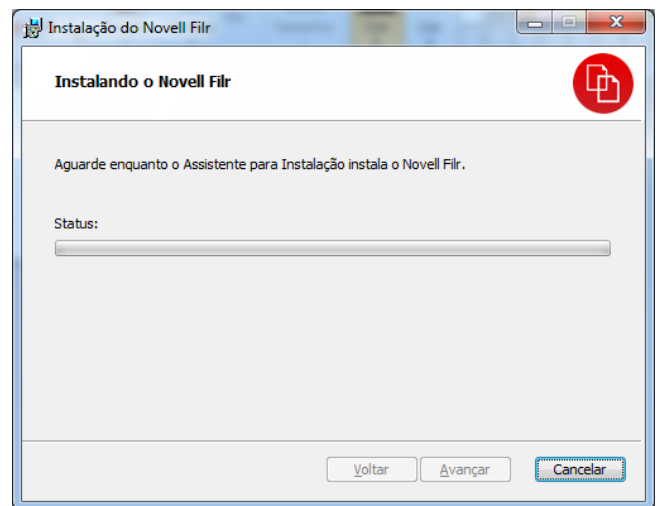 Instalação do Novell Filr
Instalando o Novell Filr
Aguarde enquanto o Assistente para Instalação instala o Novell Filr.
Status:
Voltar
Avançar
Cancelar